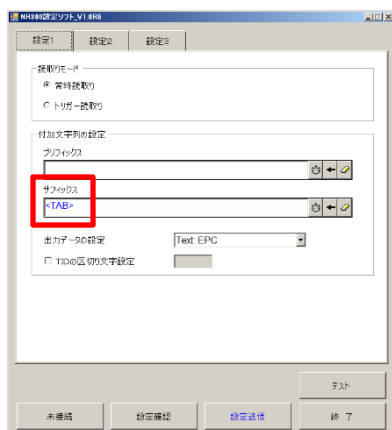 NR800設定ソフト_V1.0R6
設定1 設定2 設定3
読取りモード
常時読取り
トリガー読取り
付加文字列の設定
プリフィックス
サフィックス
<TAB>
出力データの設定 Text: EPC
TIDの区切り文字設定
テスト
未接続 設定確認 設定送信 終 了